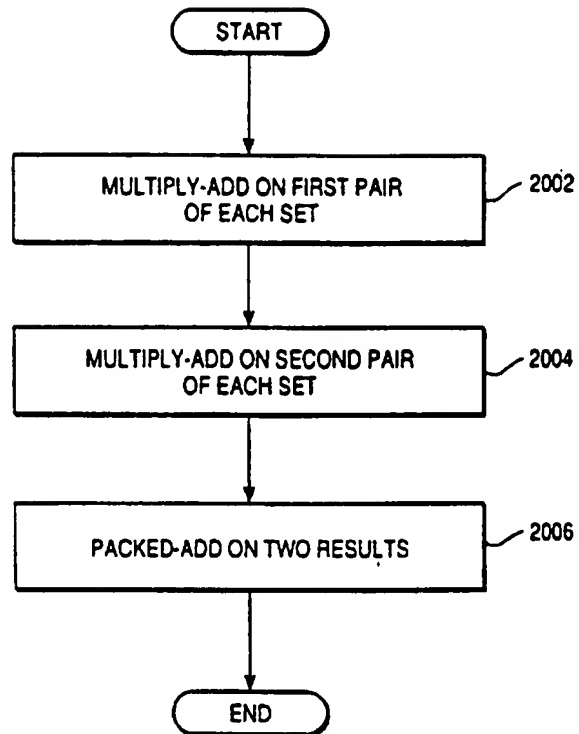 START
MULTIPLY-ADD ON FIRST PAIR
OF EACH SET
2002
MULTIPLY-ADD ON SECOND PAIR
OF EACH SET
2004
PACKED-ADD ON TWO RESULTS
2006
END